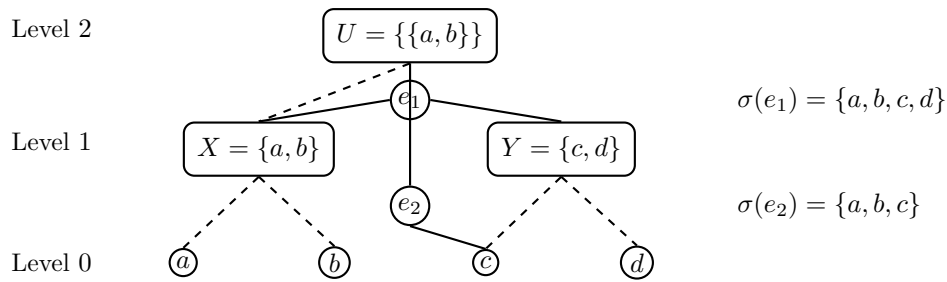 Level 2
U = {{a, b}}
e₁
σ(e₁) = {a, b, c, d}
Level 1
X = {a, b}
Y = {c, d}
e₂
σ(e₂) = {a, b, c}
Level 0
a
b
c
d